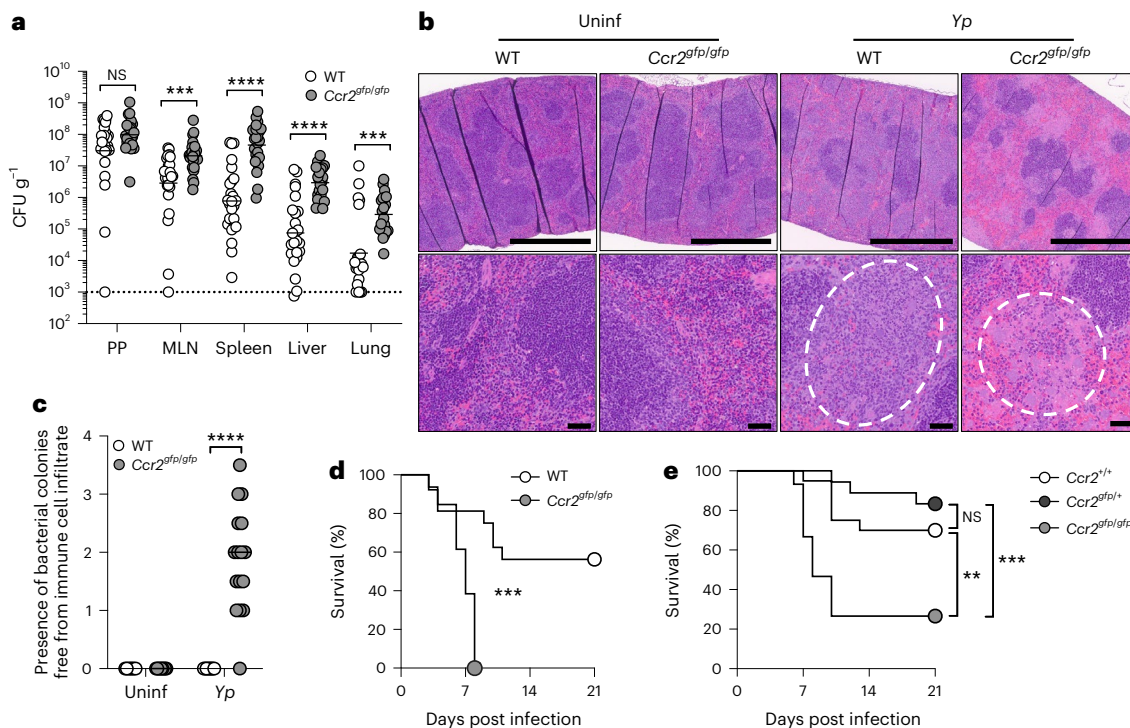 a
CFU g⁻¹
10¹⁰
10⁹
10⁸
10⁷
10⁶
10⁵
10⁴
10³
10²
NS
***
****
****
***
WT
Ccr2gfp/gfp
PP MLN Spleen Liver Lung
b
Uninf Yp
WT Ccr2gfp/gfp WT Ccr2gfp/gfp
c
Presence of bacterial colonies
free from immune cell infiltrate
4
3
2
1
0
WT
Ccr2gfp/gfp
****
Uninf Yp
d
Survival (%)
100
80
60
40
20
0
WT
Ccr2gfp/gfp
***
0 7 14 21
Days post infection
e
Survival (%)
100
80
60
40
20
0
Ccr2+/+
Ccr2gfp/+
Ccr2gfp/gfp
NS
**
***
0 7 14 21
Days post infection